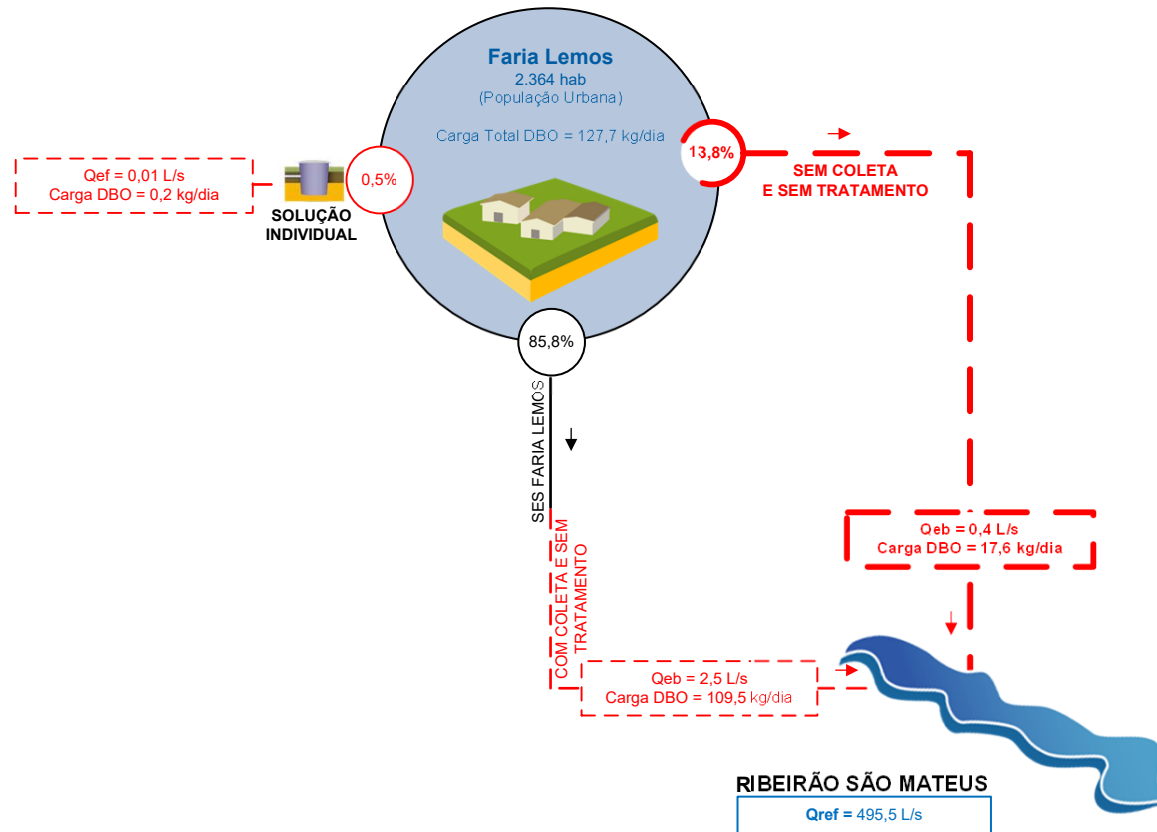 Faria Lemos
2.364 hab
(População Urbana)
Carga Total DBO = 127,7 kg/dia
13,8%
SEM COLETA
E SEM TRATAMENTO
Qef = 0,01 L/s
Carga DBO = 0,2 kg/dia
0,5%
SOLUÇÃO
INDIVIDUAL
85,8%
SES FARIA LEMOS
COM COLETA E SEM
TRATAMENTO
Qeb = 0,4 L/s
Carga DBO = 17,6 kg/dia
Qeb = 2,5 L/s
Carga DBO = 109,5 kg/dia
RIBEIRÃO SÃO MATEUS
Qref = 495,5 L/s